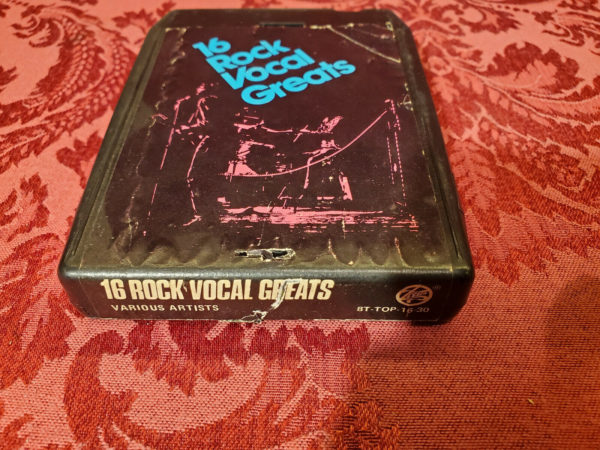 16
Rock
Vocal
Greats
16 ROCK VOCAL GREATS
VARIOUS ARTISTS
8T-TOP-16-30